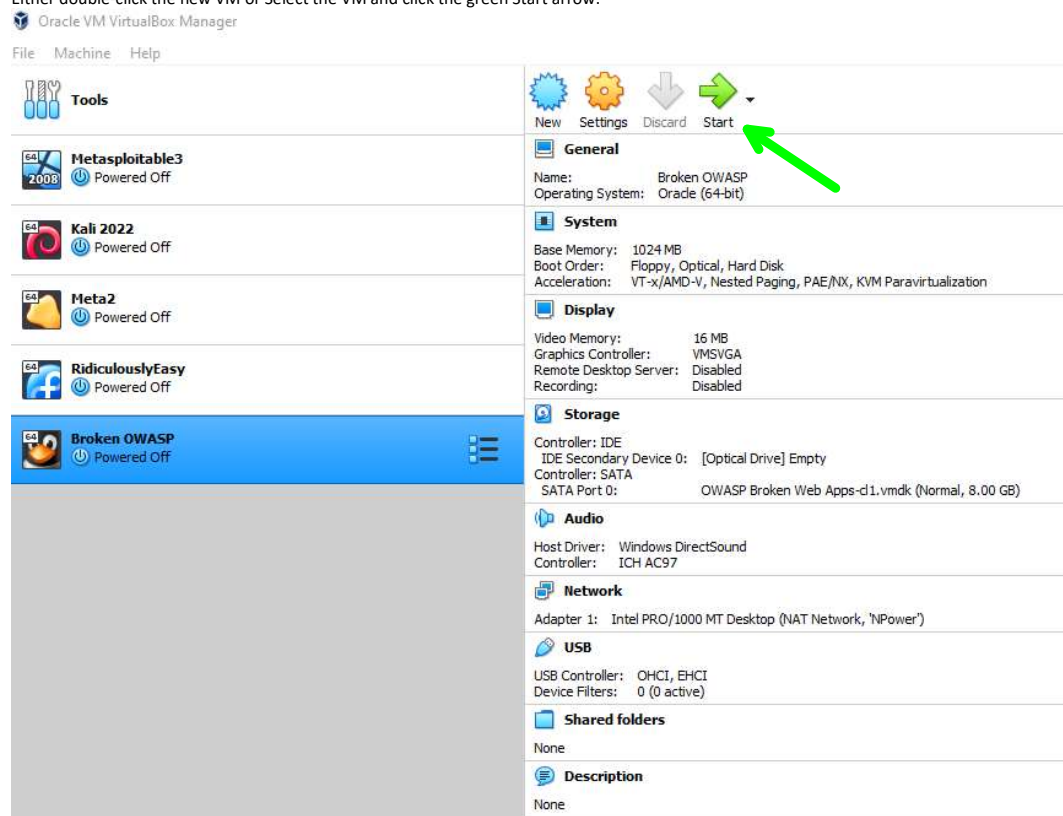 Either double-click the new VM or Select the VM and click the green Start arrow.
Oracle VM VirtualBox Manager
File Machine Help
Tools
New Settings Discard Start
64 2008 Metasploitable3
Powered Off
64 Kali 2022
Powered Off
64 Meta2
Powered Off
64 RidiculouslyEasy
Powered Off
64 Broken OWASP
Powered Off
General
Name: Broken OWASP
Operating System: Oracle (64-bit)
System
Base Memory: 1024 MB
Boot Order: Floppy, Optical, Hard Disk
Acceleration: VT-x/AMD-V, Nested Paging, PAE/NX, KVM Paravirtualization
Display
Video Memory: 16 MB
Graphics Controller: VMSVGA
Remote Desktop Server: Disabled
Recording: Disabled
Storage
Controller: IDE
IDE Secondary Device 0: [Optical Drive] Empty
Controller: SATA
SATA Port 0: OWASP Broken Web Apps-cl1.vmdk (Normal, 8.00 GB)
Audio
Host Driver: Windows DirectSound
Controller: ICH AC97
Network
Adapter 1: Intel PRO/1000 MT Desktop (NAT Network, 'NPower')
USB
USB Controller: OHCI, EHCI
Device Filters: 0 (0 active)
Shared folders
None
Description
None